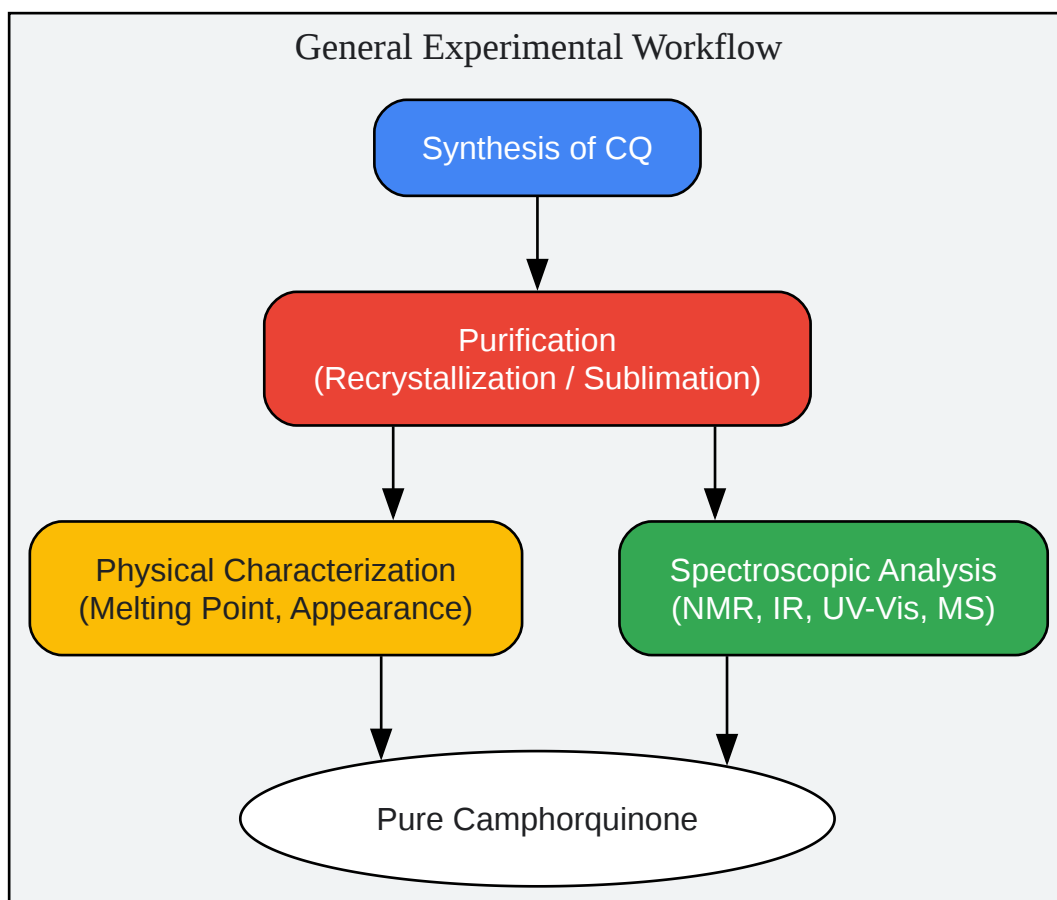 General Experimental Workflow
Synthesis of CQ
Purification
(Recrystallization / Sublimation)
Physical Characterization
(Melting Point, Appearance)
Spectroscopic Analysis
(NMR, IR, UV-Vis, MS)
Pure Camphorquinone